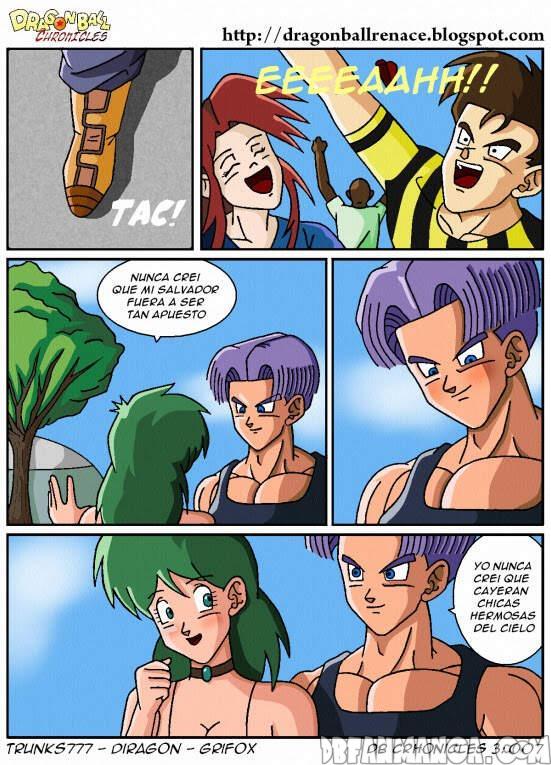 DRAGON BALL
CHRONICLES
http://dragonballrenace.blogspot.com
TAC!
EEEEAAHH!!
NUNCA CREI
QUE MI SALVADOR
FUERA A SER
TAN APUESTO
YO NUNCA
CREI QUE
CAYERAN
CHICAS
HERMOSAS
DEL CIELO
TRUNKS777 - DIRAGON - GRIFOX
DB CRHONICLES 3:007
DBFANMANGA.COM